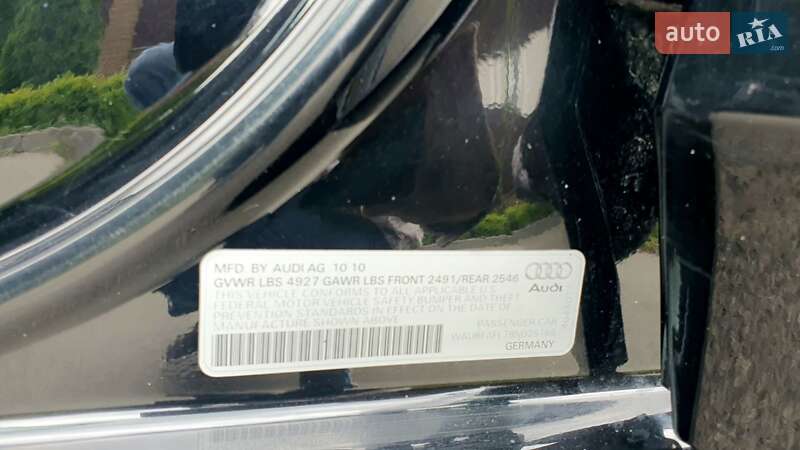 auto RIA
.com
MFD. BY AUDI AG 10 10
GVWR LBS 4927 GAWR LBS FRONT 2491/REAR 2546
THIS VEHICLE CONFORMS TO ALL APPLICABLE U.S.
FEDERAL MOTOR VEHICLE SAFETY BUMPER AND THEFT
PREVENTION STANDARDS IN EFFECT ON THE DATE OF
MANUFACTURE SHOWN ABOVE
Audi
PASSENGER CAR
GERMANY